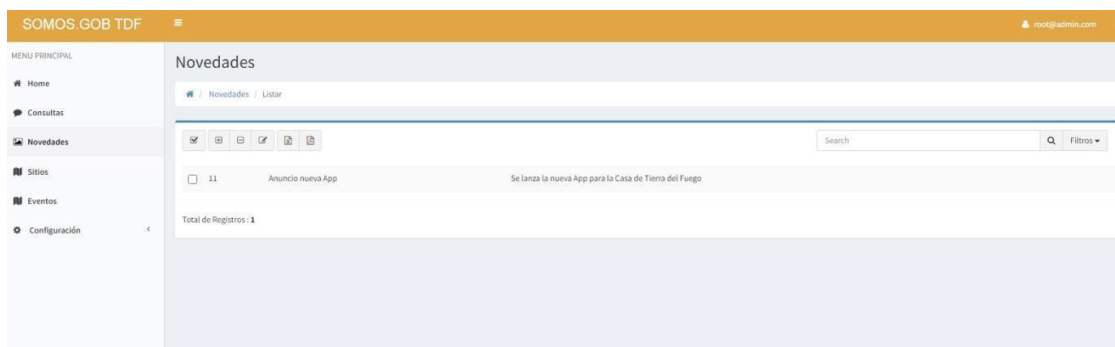 SOMOS.GOB TDF
root@admin.com
MENU PRINCIPAL
Home
Consultas
Novedades
Sitios
Eventos
Configuración
Novedades
/ Novedades / Listar
Search
Filtros
11 Anuncio nueva App Se lanza la nueva App para la Casa de Tierra del Fuego
Total de Registros : 1